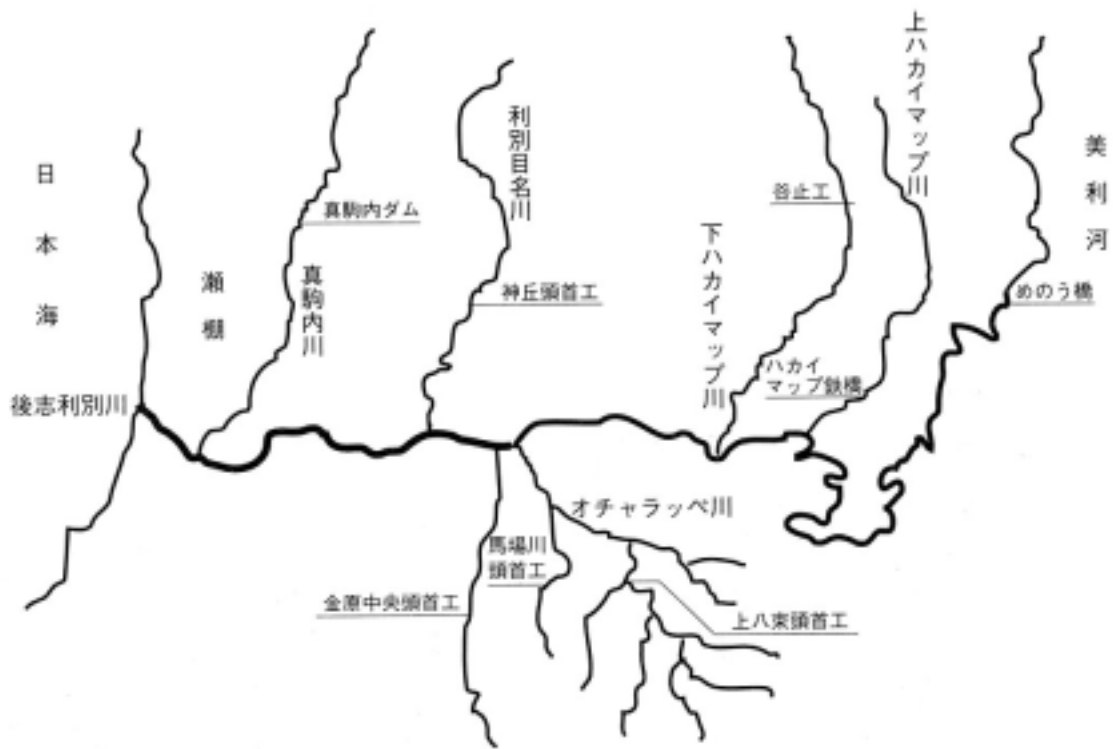 日本海
瀬棚
後志利別川
真駒内ダム
真駒内川
利別目名川
神丘頭首工
下ハカイマップ川
谷止工
上ハカイマップ川
ハカイ
マップ鉄橋
美利河
めのう橋
オチャラッペ川
馬場川
頭首工
金原中央頭首工
上八束頭首工